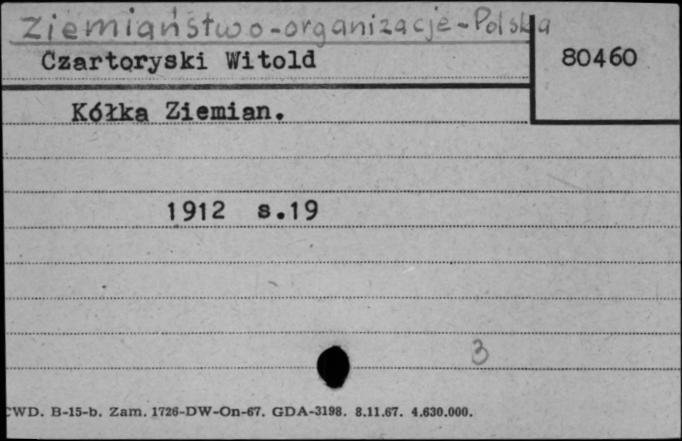 Ziemiaństwo-organizacje-Polska
Czartoryski Witold
80460
Kółka Ziemian.
1912 s.19
3
CWD. B-15-b. Zam. 1726-DW-On-67. GDA-3198. 8.11.67. 4.630.000.